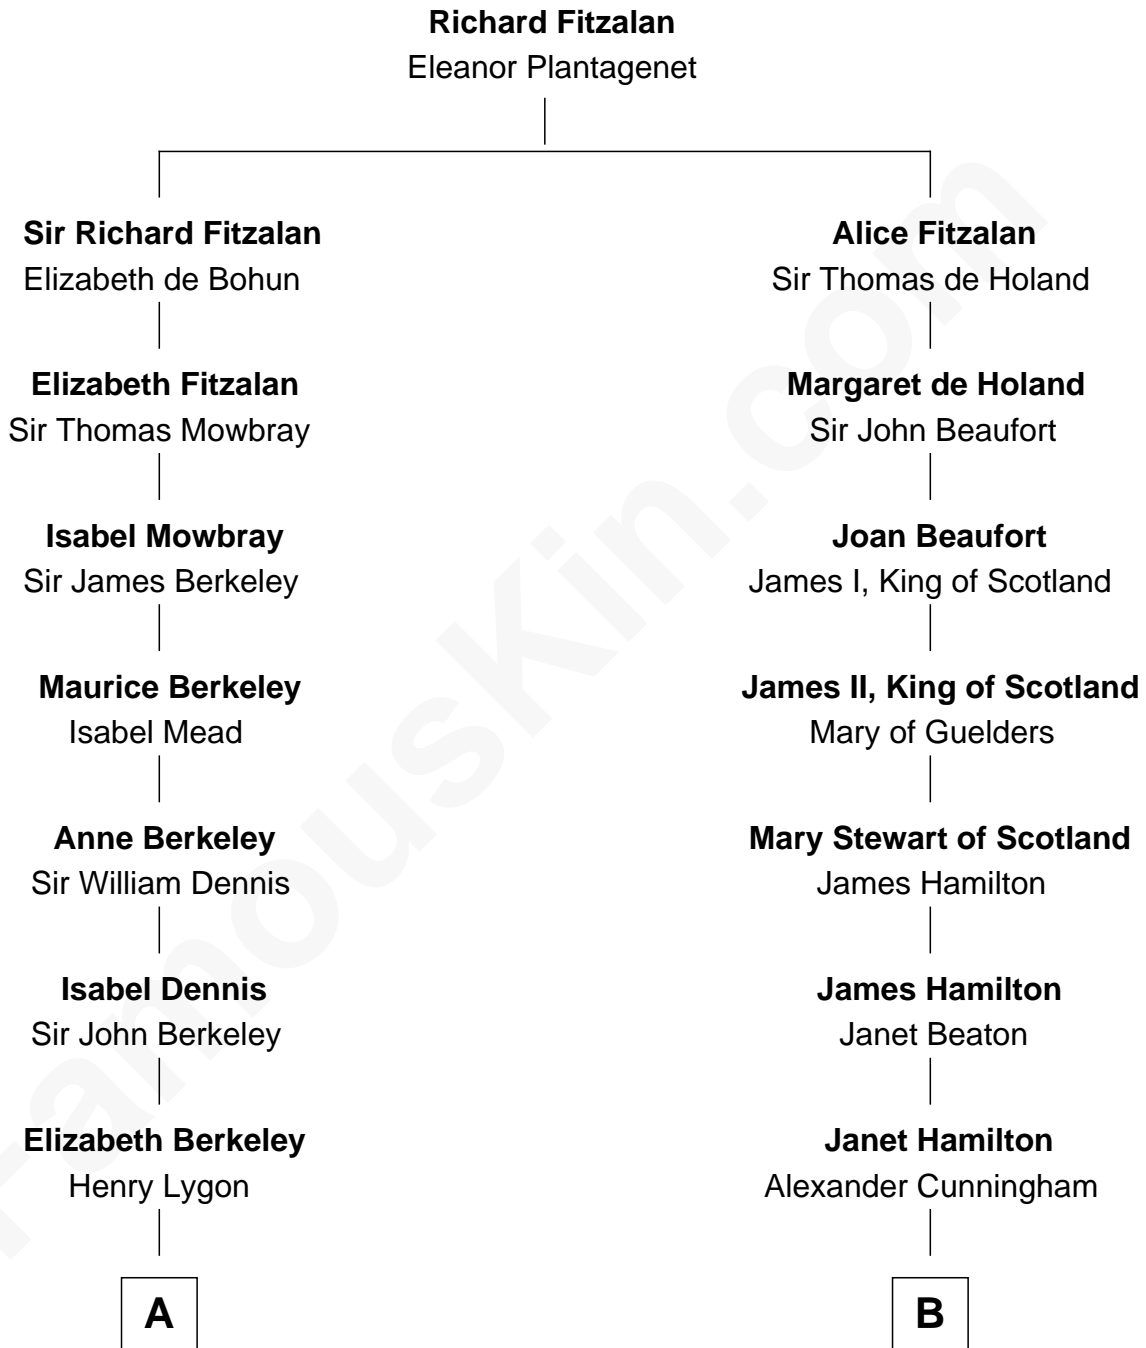 Richard Fitzalan
Eleanor Plantagenet
Sir Richard Fitzalan
Elizabeth de Bohun
Alice Fitzalan
Sir Thomas de Holand
Elizabeth Fitzalan
Sir Thomas Mowbray
Margaret de Holand
Sir John Beaufort
Isabel Mowbray
Sir James Berkeley
Joan Beaufort
James I, King of Scotland
Maurice Berkeley
Isabel Mead
James II, King of Scotland
Mary of Guelders
Anne Berkeley
Sir William Dennis
Mary Stewart of Scotland
James Hamilton
Isabel Dennis
Sir John Berkeley
James Hamilton
Janet Beaton
Elizabeth Berkeley
Henry Lygon
Janet Hamilton
Alexander Cunningham
A
B
FamousKin.com